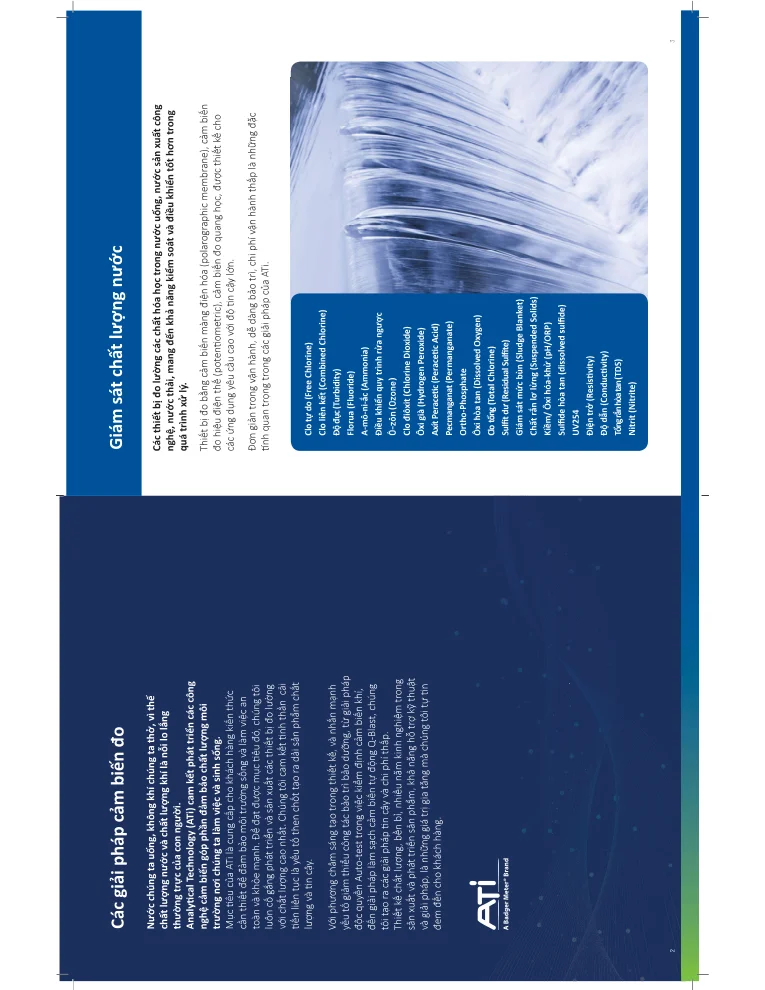 Các giải pháp cảm biến đo
Nước chúng ta uống, không khí chúng ta thở, vì thế
chất lượng nước và chất lượng khí là nỗi lo lắng
thường trực của con người.
Analytical Technology (ATi) cam kết phát triển các công
nghệ cảm biến góp phần đảm bảo chất lượng môi
trường nơi chúng ta làm việc và sinh sống.
Mục tiêu của ATi là cung cấp cho khách hàng kiến thức
cần thiết để đảm bảo môi trường sống và làm việc an
toàn và khỏe mạnh. Để đạt được mục tiêu đó, chúng tôi
luôn cố gắng phát triển và sản xuất các thiết bị đo lường
với chất lượng cao nhất. Chúng tôi cam kết tinh thần cải
tiến liên tục là yếu tố then chốt tạo ra dải sản phẩm chất
lượng và tin cậy.
Với phương châm sáng tạo trong thiết kế, và nhấn mạnh
yếu tố giảm thiểu công tác bảo trì bảo dưỡng, từ giải pháp
độc quyền Auto-test trong việc kiểm định cảm biến khí,
đến giải pháp làm sạch cảm biến tự động Q-Blast, chúng
tôi tạo ra các giải pháp tin cậy và chi phí thấp.
Thiết kế chất lượng, bền bỉ, nhiều năm kinh nghiệm trong
sản xuất và phát triển sản phẩm, khả năng hỗ trợ kỹ thuật
và giải pháp, là những giá trị gia tăng mà chúng tôi tự tin
đem đến cho khách hàng.
ATi
A Badger Meter® Brand
2
Giám sát chất lượng nước
Các thiết bị đo lường các chất hóa học trong nước uống, nước sản xuất công
nghệ, nước thải, mang đến khả năng kiểm soát và điều khiển tốt hơn trong
quá trình xử lý.
Thiết bị đo bằng cảm biến màng điện hóa (polarographic membrane), cảm biến
đo hiệu điện thế (potentiometric), cảm biến đo quang học, được thiết kế cho
các ứng dụng yêu cầu cao với độ tin cậy lớn.
Đơn giản trong vận hành, dễ dàng bảo trì, chi phí vận hành thấp là những đặc
tính quan trọng trong các giải pháp của ATi.
Clo tự do (Free Chlorine)
Clo liên kết (Combined Chlorine)
Độ đục (Turbidity)
Florua (Fluoride)
A-mô-ni-ắc (Ammonia)
Điều khiển quy trình rửa ngược
Ô-zôn (Ozone)
Clo điôxit (Chlorine Dioxide)
Ôxi già (Hydrogen Peroxide)
Axít Peracetic (Peracetic Acid)
Pecmanganat (Permanganate)
Ortho-Phosphate
Ôxi hòa tan (Dissolved Oxygen)
Clo tổng (Total Chlorine)
Sulfit dư (Residual Sulfite)
Giám sát mức bùn (Sludge Blanket)
Chất rắn lơ lửng (Suspended Solids)
Kiềm/ Ôxi hóa-khử (pH/ORP)
Sulfide hòa tan (dissolved sulfide)
UV254
Điện trở (Resistivity)
Độ dẫn (Conductivity)
Tổng rắn hòa tan (TDS)
Nitrit (Nitrite)
1